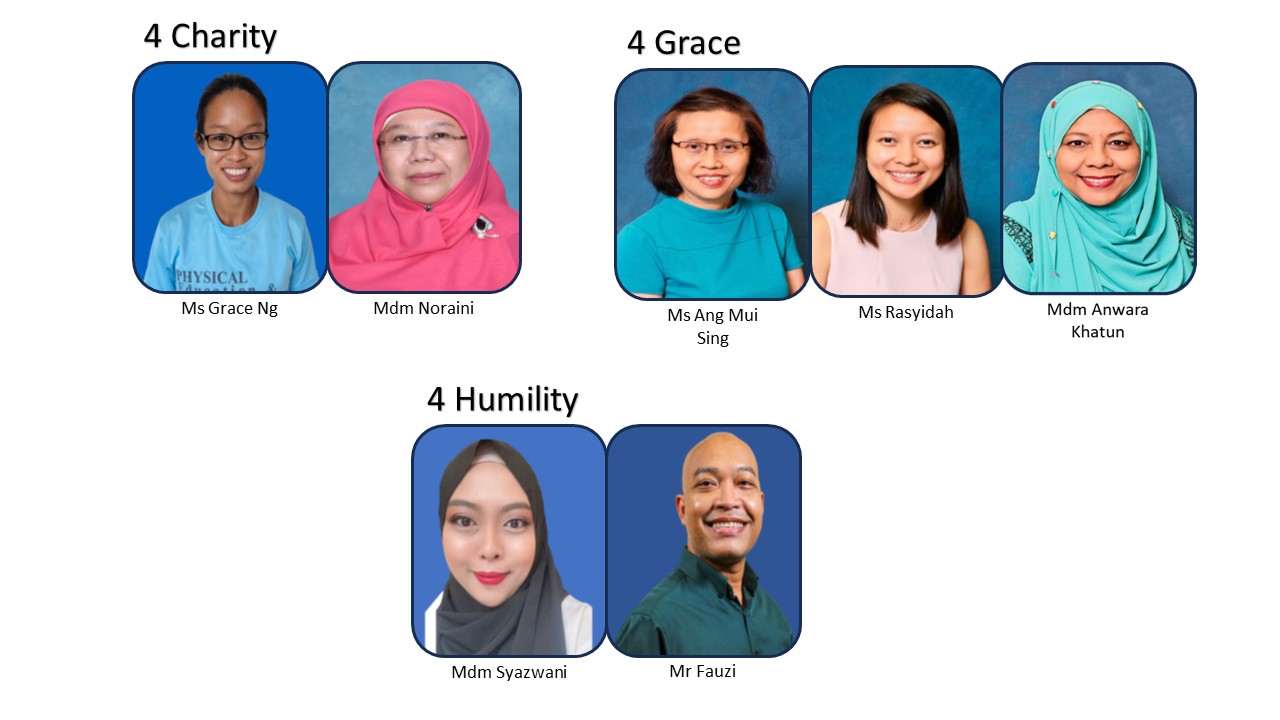 4 Charity
4 Grace
PHYSICAL
Education &
Ms Grace Ng
Mdm Noraini
Ms Ang Mui
Sing
Ms Rasyidah
Mdm Anwara
Khatun
4 Humility
Mdm Syazwani
Mr Fauzi